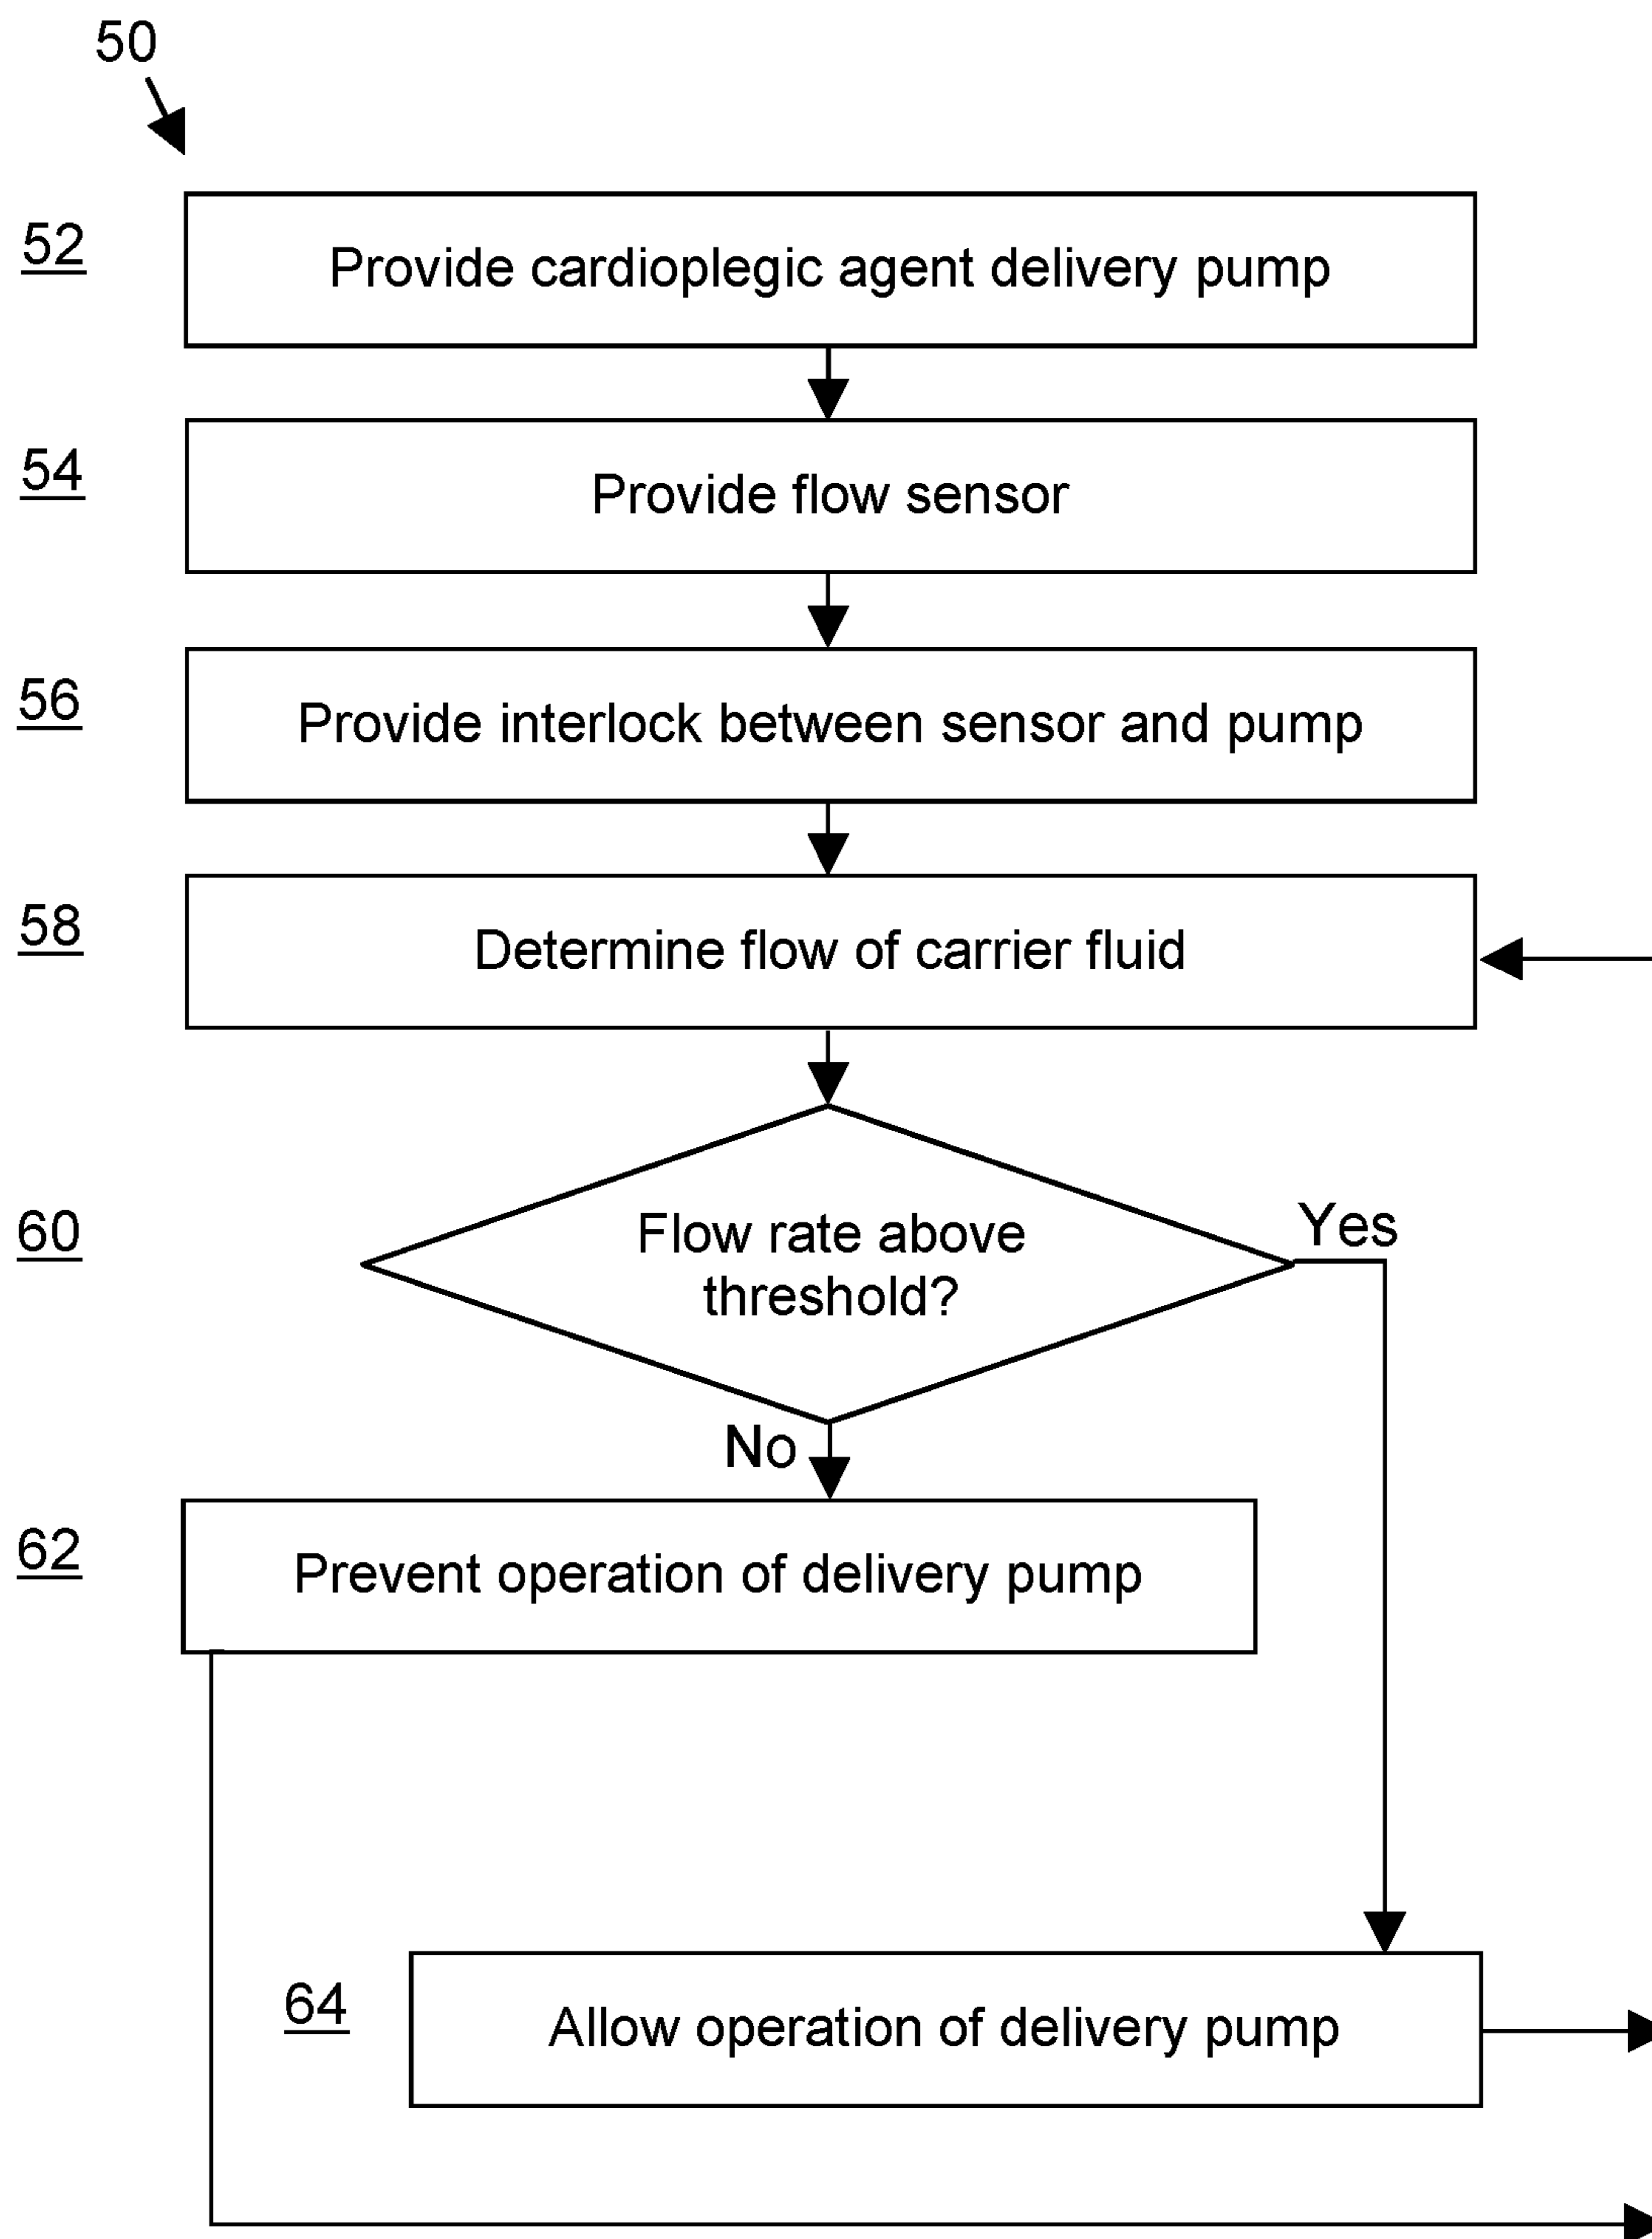 50
52
Provide cardioplegic agent delivery pump
54
Provide flow sensor
56
Provide interlock between sensor and pump
58
Determine flow of carrier fluid
60
Flow rate above
threshold?
Yes
No
62
Prevent operation of delivery pump
64
Allow operation of delivery pump